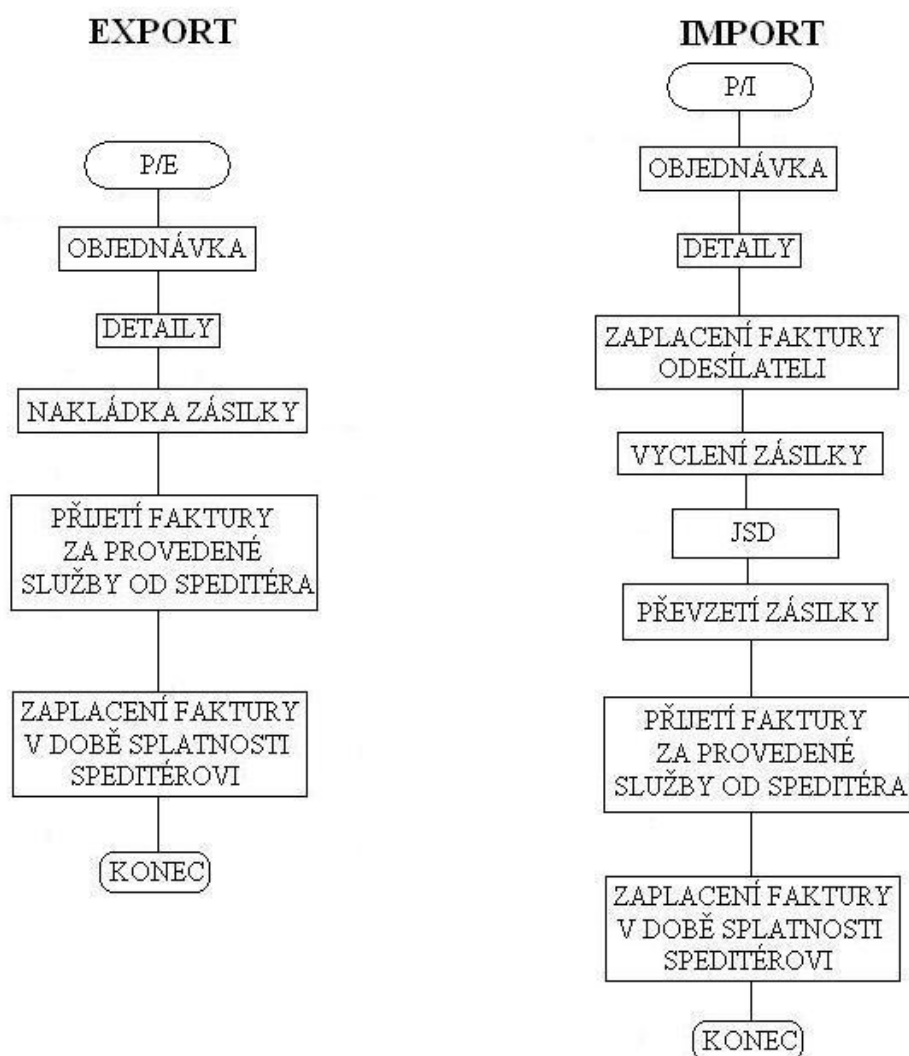 EXPORT
P/E
OBJEDNÁVKA
DETAILY
NAKLÁDKA ZÁSILKY
PŘIJETÍ FAKTURY
ZA PROVEDENÉ
SLUŽBY OD SPEDITÉRA
ZAPLACENÍ FAKTURY
V DOBĚ SPLATNOSTI
SPEDITÉROVI
KONEC
IMPORT
P/I
OBJEDNÁVKA
DETAILY
ZAPLACENÍ FAKTURY
ODESÍLATELI
VYCLENÍ ZÁSILKY
JSD
PŘEVZETÍ ZÁSILKY
PŘIJETÍ FAKTURY
ZA PROVEDENÉ
SLUŽBY OD SPEDITÉRA
ZAPLACENÍ FAKTURY
V DOBĚ SPLATNOSTI
SPEDITÉROVI
KONEC